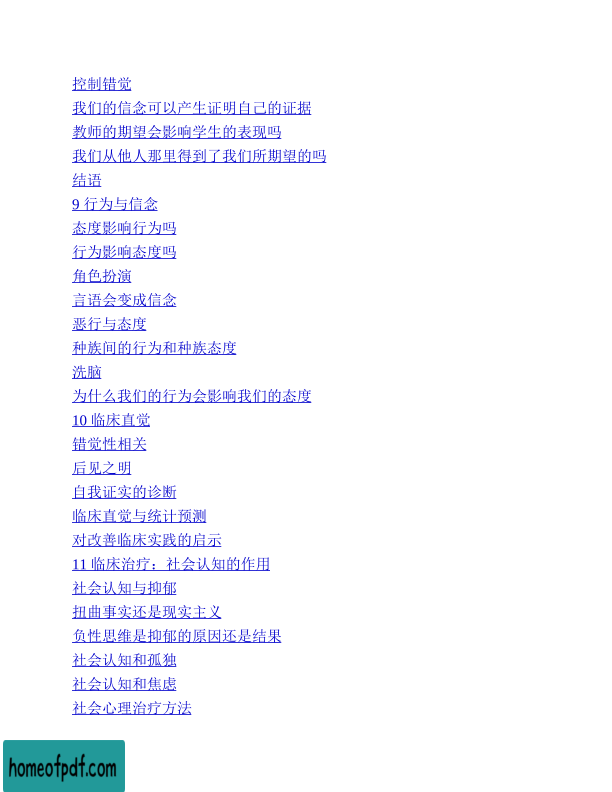 控制错觉
我们的信念可以产生证明自己的证据
教师的期望会影响学生的表现吗
我们从他人那里得到了我们所期望的吗
结语
9 行为与信念
态度影响行为吗
行为影响态度吗
角色扮演
言语会变成信念
恶行与态度
种族间的行为和种族态度
洗脑
为什么我们的行为会影响我们的态度
10 临床直觉
错觉性相关
后见之明
自我证实的诊断
临床直觉与统计预测
对改善临床实践的启示
11 临床治疗：社会认知的作用
社会认知与抑郁
扭曲事实还是现实主义
负性思维是抑郁的原因还是结果
社会认知和孤独
社会认知和焦虑
社会心理治疗方法
homeofpdf.com